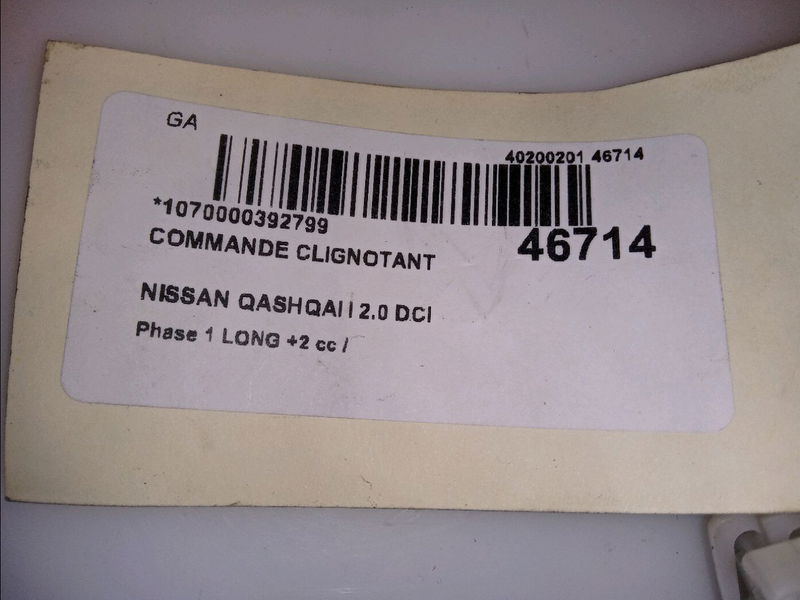 GA
40200201 46714
*1070000392799
46714
COMMANDE CLIGNOTANT
NISSAN QASHQAI I 2.0 DCI
Phase 1 LONG +2 cc /